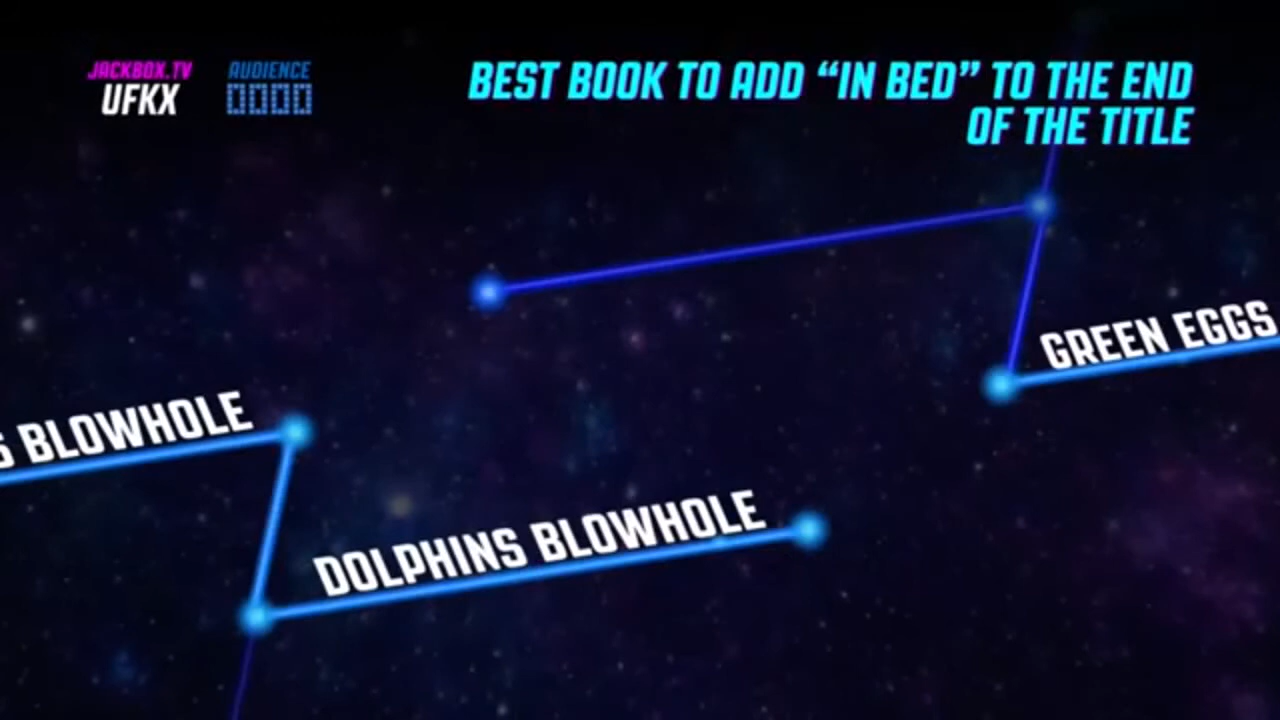 JACKBOX.TV
UFKX
AUDIENCE
BEST BOOK TO ADD “IN BED” TO THE END
OF THE TITLE
GREEN EGGS
BLOWHOLE
DOLPHINS BLOWHOLE